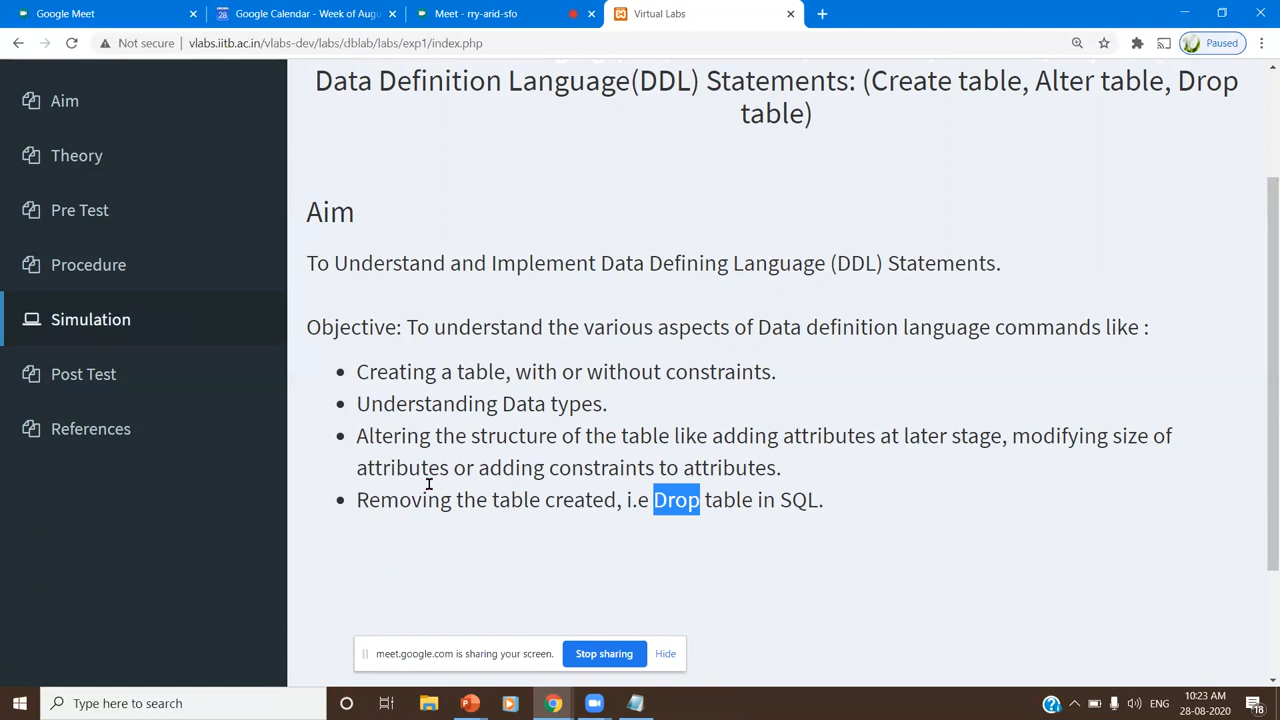 Google Meet
Google Calendar - Week of Aug
Meet - rry-arid-sfo
Virtual Labs
Not secure
vlabs.iitb.ac.in/vlabs-dev/labs/dblab/labs/exp1/index.php
Paused
Aim
Theory
Pre Test
Procedure
Simulation
Post Test
References
Data Definition Language(DDL) Statements: (Create table, Alter table, Drop
table)
Aim
To Understand and Implement Data Defining Language (DDL) Statements.
Objective: To understand the various aspects of Data definition language commands like :
• Creating a table, with or without constraints.
• Understanding Data types.
• Altering the structure of the table like adding attributes at later stage, modifying size of
attributes or adding constraints to attributes.
• Removing the table created, i.e Drop table in SQL.
meet.google.com is sharing your screen.
Stop sharing
Hide
Type here to search
ENG
10:23 AM
28-08-2020
18